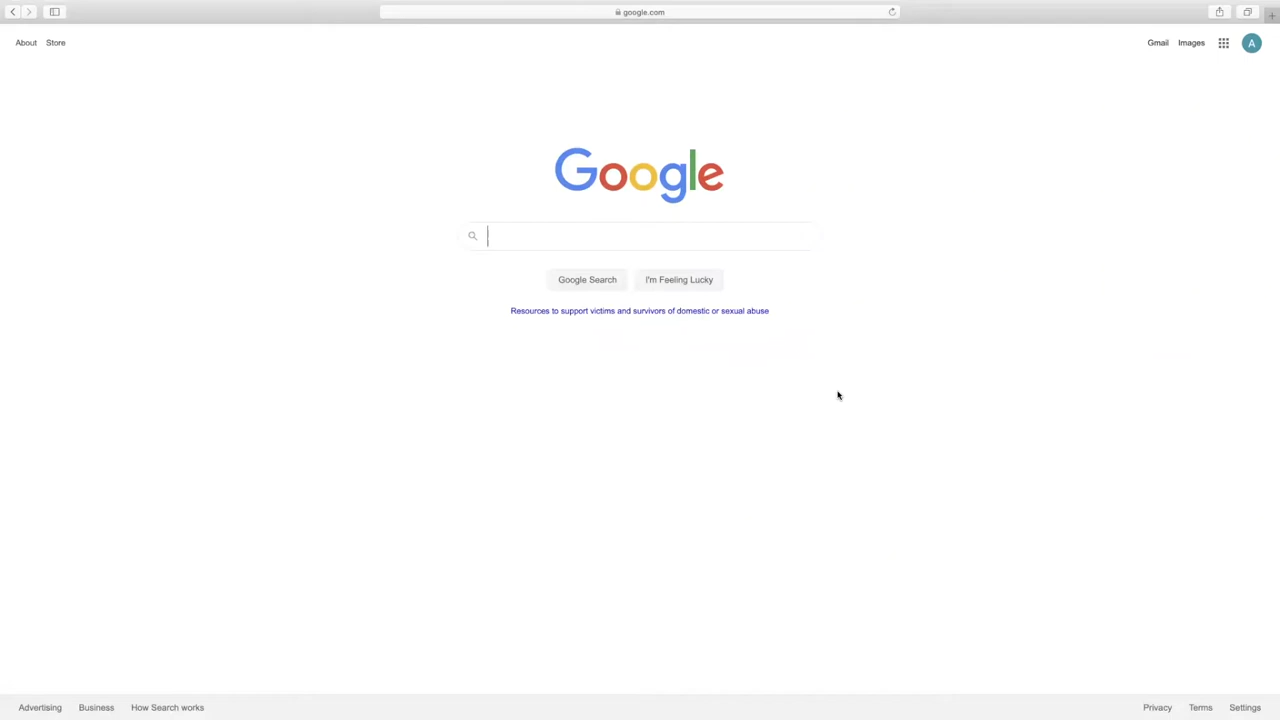 google.com
About Store
Gmail Images
A
Google
Google Search I'm Feeling Lucky
Resources to support victims and survivors of domestic or sexual abuse
Advertising Business How Search works
Privacy Terms Settings